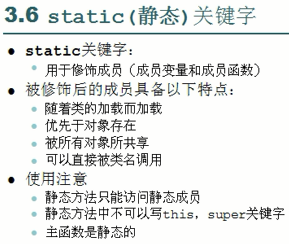 3.6 static(静态)关键字
static关键字：
用于修饰成员（成员变量和成员函数）
被修饰后的成员具备以下特点：
随着类的加载而加载
优先于对象存在
被所有对象所共享
可以直接被类名调用
使用注意
静态方法只能访问静态成员
静态方法中不可以写this，super关键字
主函数是静态的